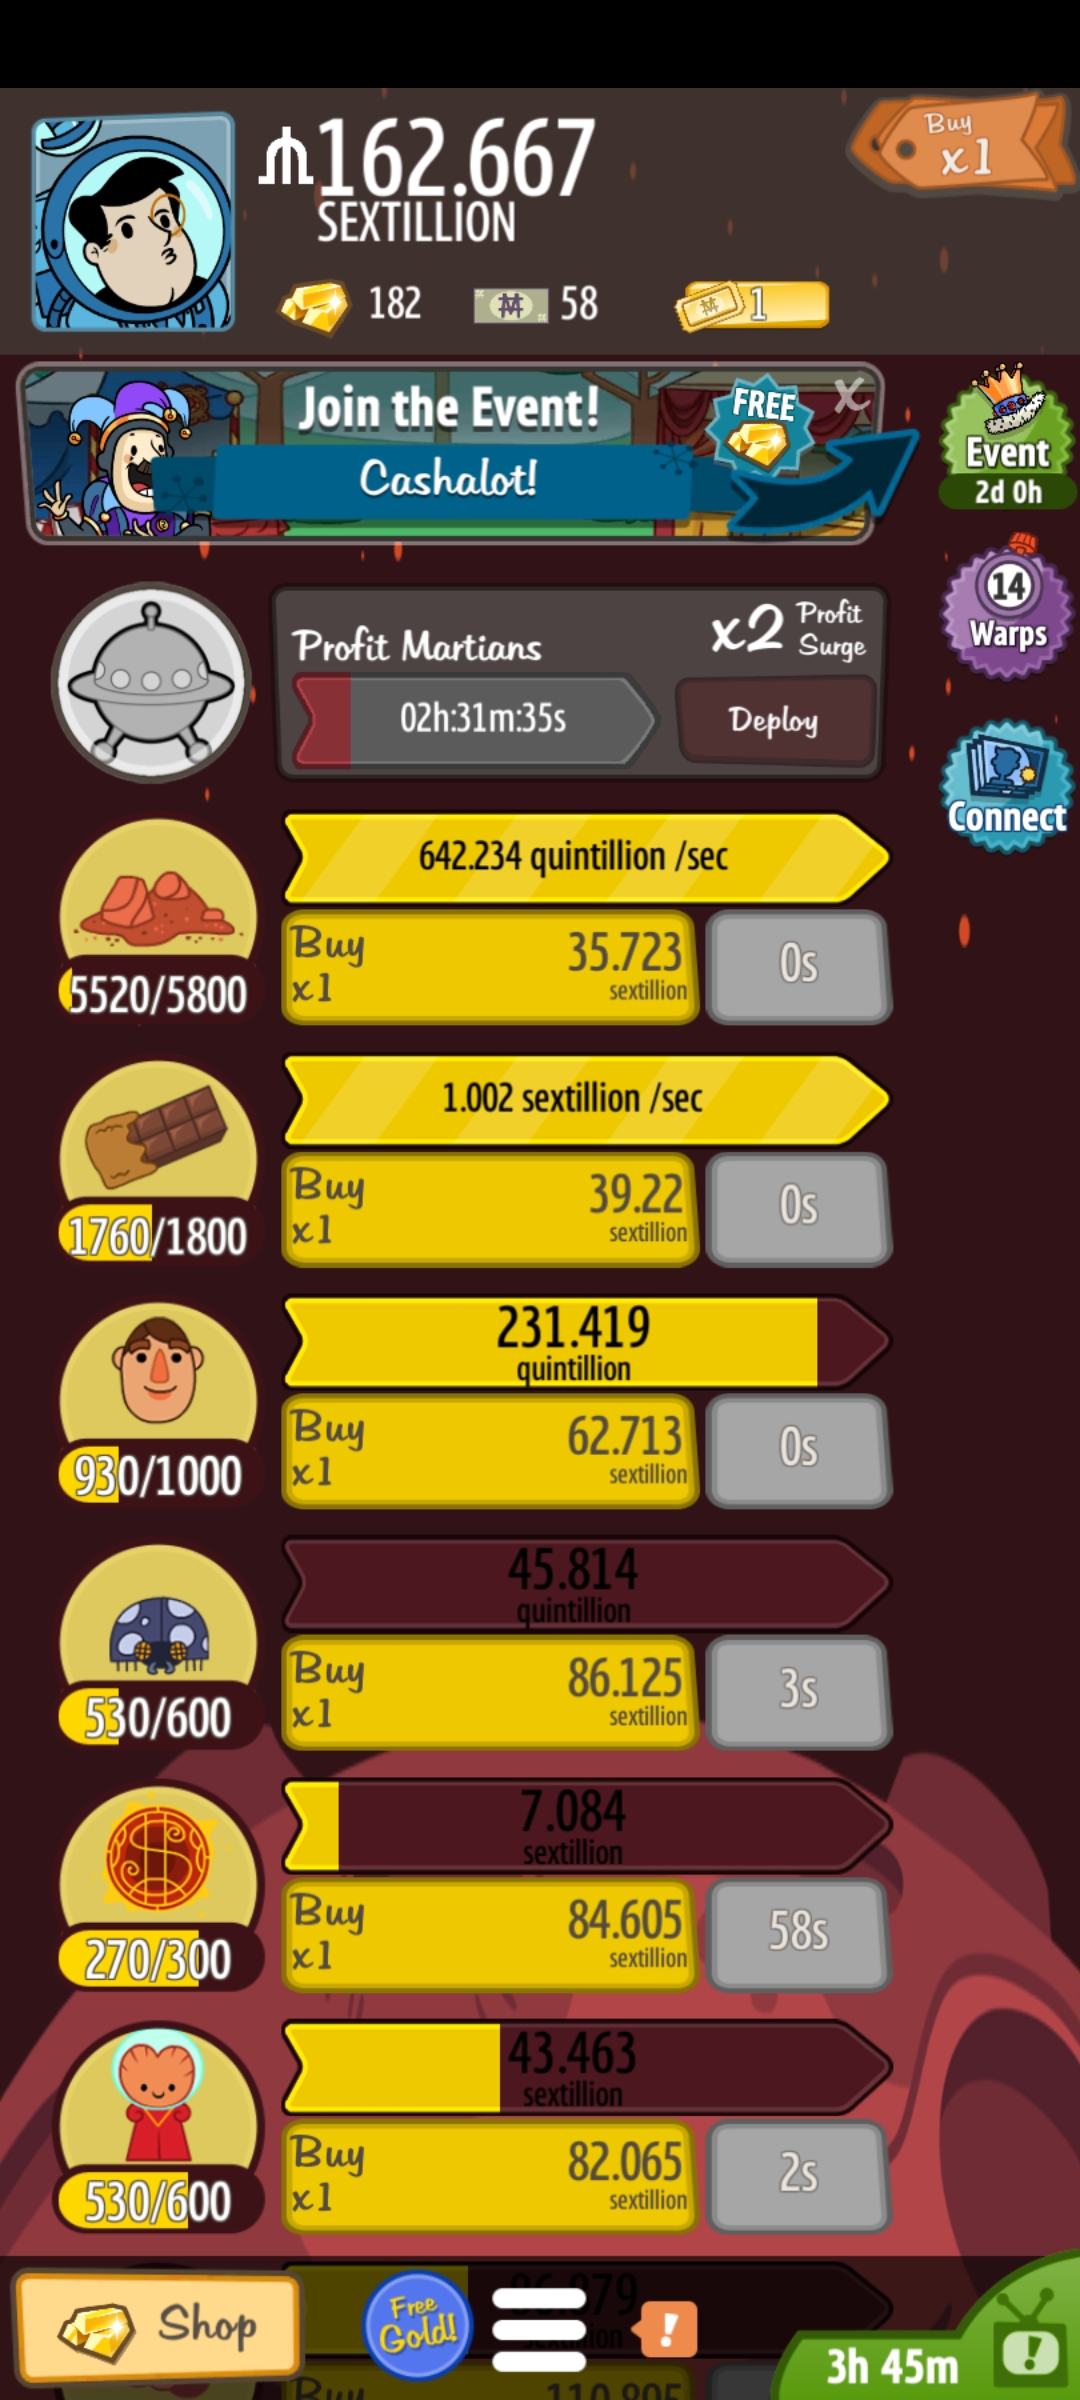 162.667
SEXTILLION
Buy
x1
182
58
1
Join the Event!
FREE
X
Cashalot!
Event
2d 0h
14
Warps
Connect
Profit Martians
x2 Profit Surge
02h:31m:35s
Deploy
642.234 quintillion /sec
5520/5800
Buy x1
35.723
sextillion
0s
1.002 sextillion /sec
1760/1800
Buy x1
39.22
sextillion
0s
231.419
quintillion
930/1000
Buy x1
62.713
sextillion
0s
45.814
quintillion
530/600
Buy x1
86.125
sextillion
3s
7.084
sextillion
270/300
Buy x1
84.605
sextillion
58s
43.463
sextillion
530/600
Buy x1
82.065
sextillion
2s
Shop
Free
Gold!
!
3h 45m
!
Buy